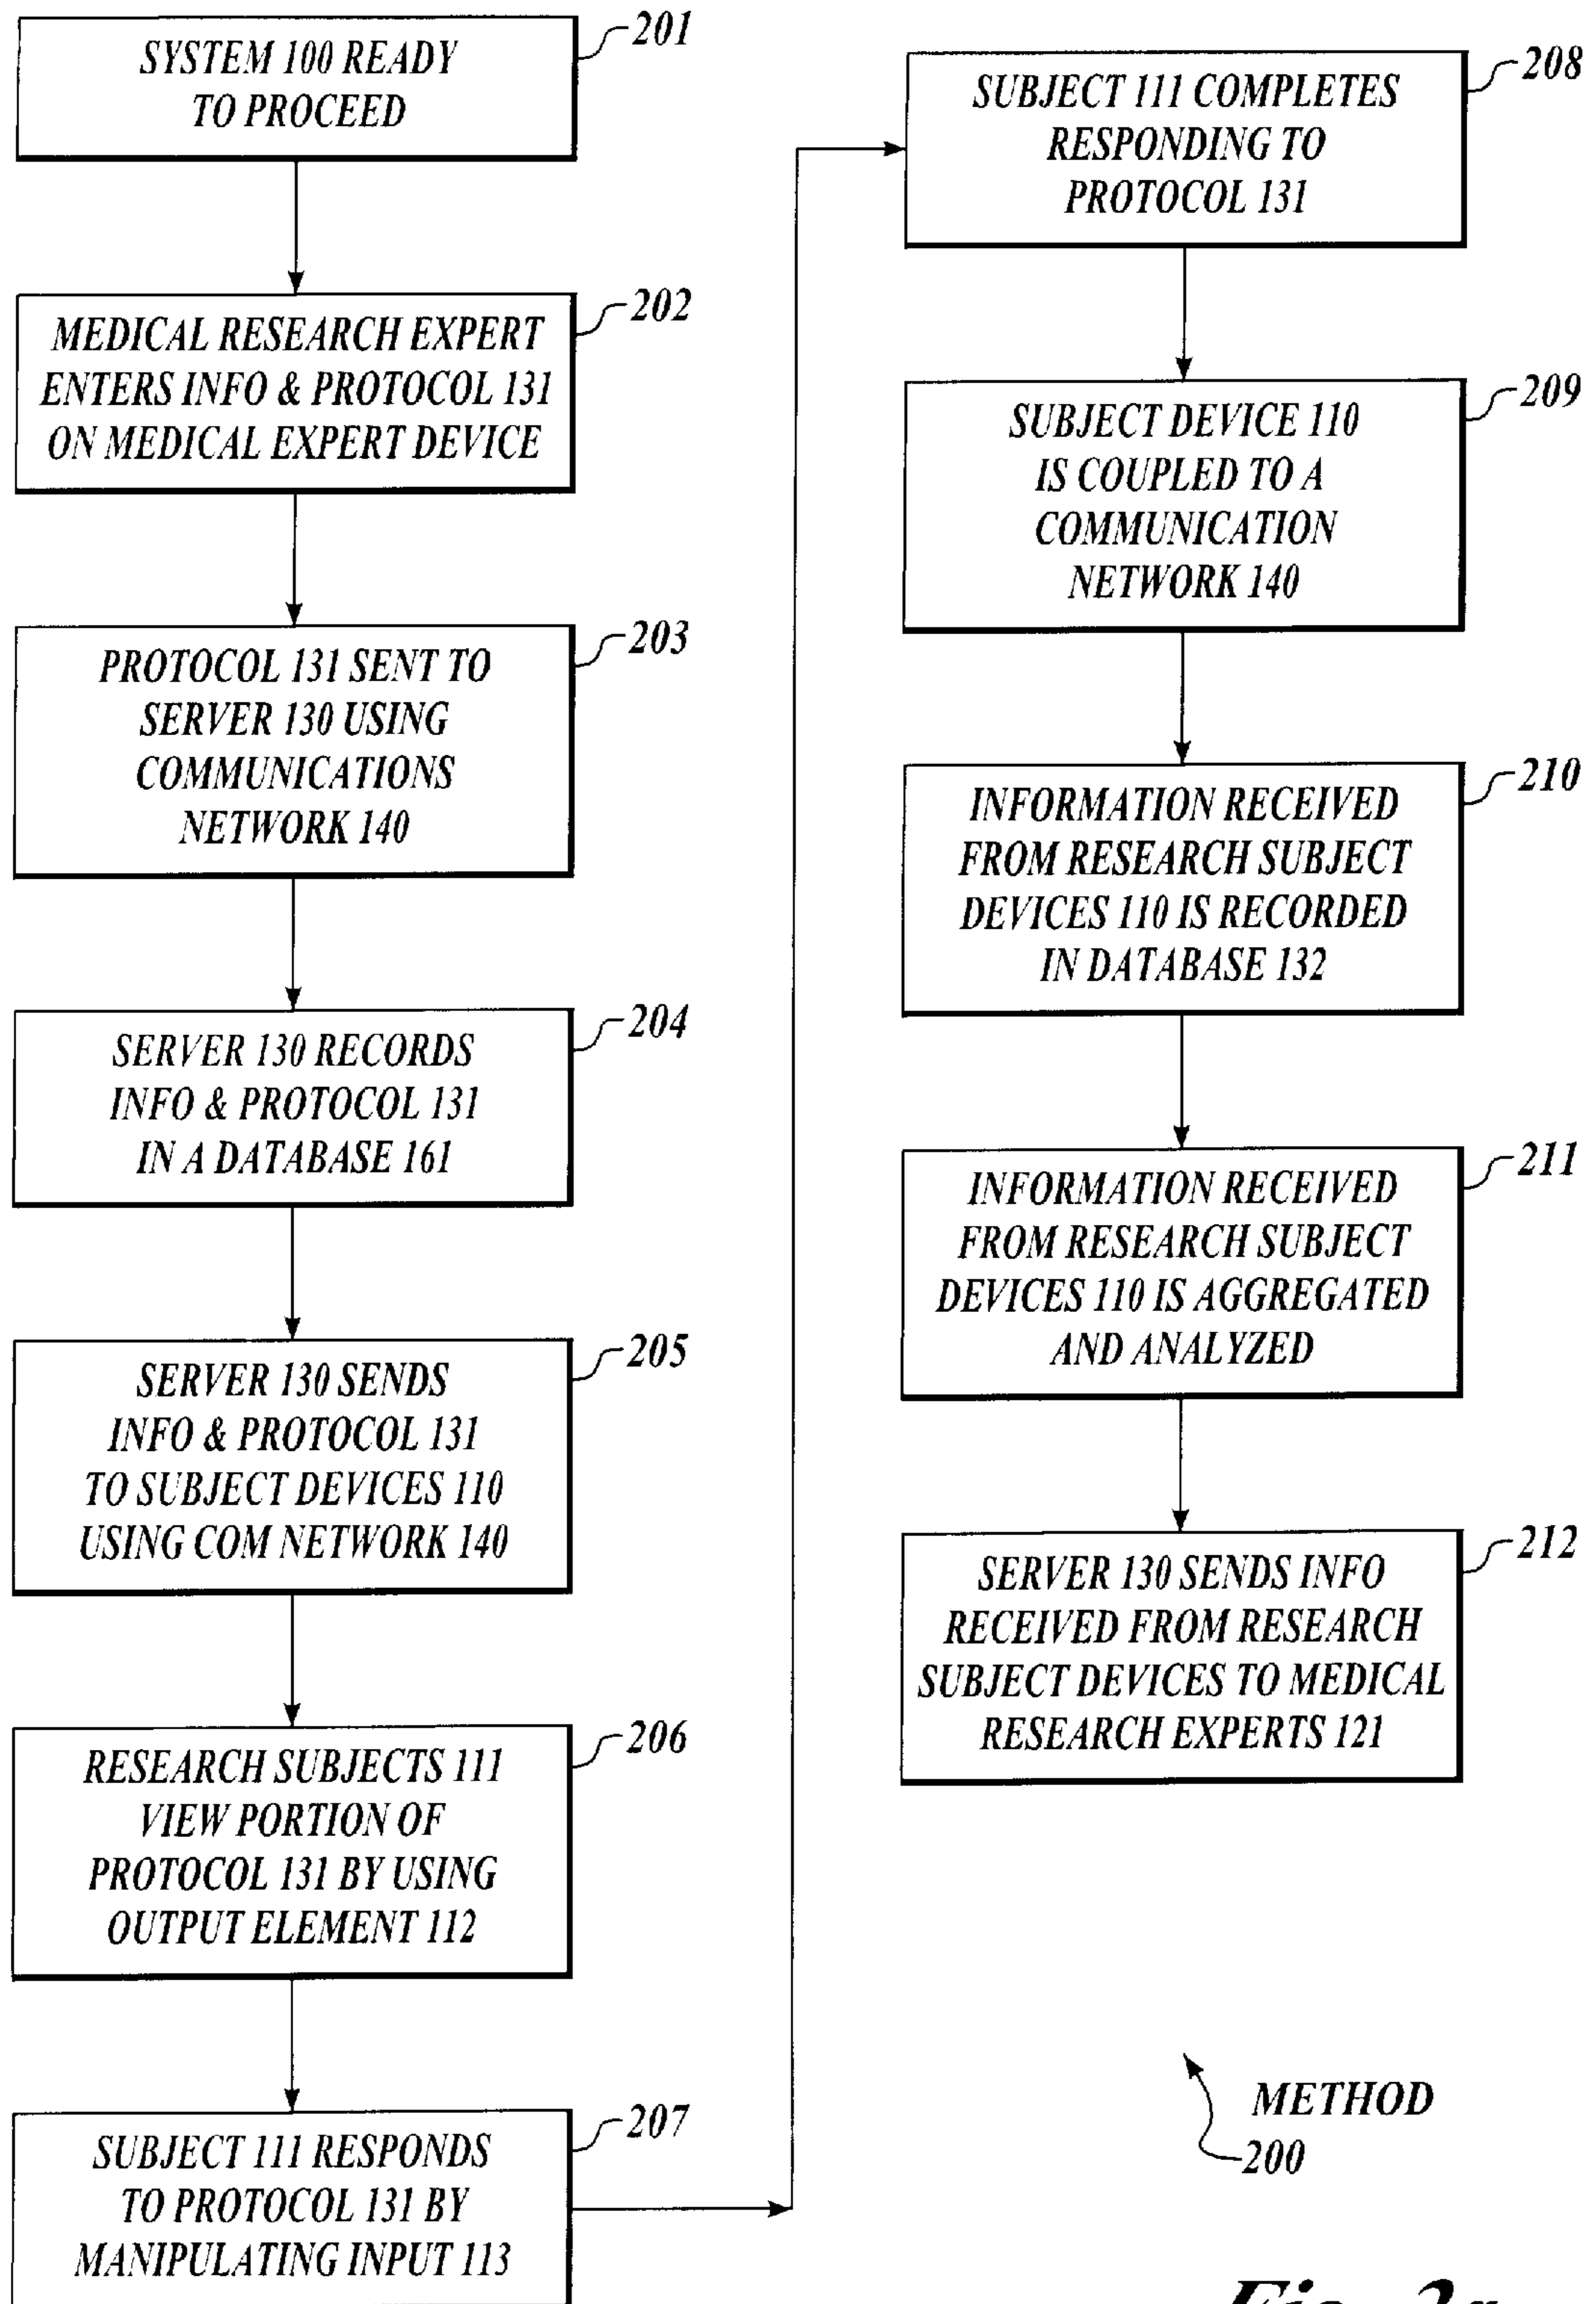 SYSTEM 100 READY
TO PROCEED
201
MEDICAL RESEARCH EXPERT
ENTERS INFO & PROTOCOL 131
ON MEDICAL EXPERT DEVICE
202
PROTOCOL 131 SENT TO
SERVER 130 USING
COMMUNICATIONS
NETWORK 140
203
SERVER 130 RECORDS
INFO & PROTOCOL 131
IN A DATABASE 161
204
SERVER 130 SENDS
INFO & PROTOCOL 131
TO SUBJECT DEVICES 110
USING COM NETWORK 140
205
RESEARCH SUBJECTS 111
VIEW PORTION OF
PROTOCOL 131 BY USING
OUTPUT ELEMENT 112
206
SUBJECT 111 RESPONDS
TO PROTOCOL 131 BY
MANIPULATING INPUT 113
207
SUBJECT 111 COMPLETES
RESPONDING TO
PROTOCOL 131
208
SUBJECT DEVICE 110
IS COUPLED TO A
COMMUNICATION
NETWORK 140
209
INFORMATION RECEIVED
FROM RESEARCH SUBJECT
DEVICES 110 IS RECORDED
IN DATABASE 132
210
INFORMATION RECEIVED
FROM RESEARCH SUBJECT
DEVICES 110 IS AGGREGATED
AND ANALYZED
211
SERVER 130 SENDS INFO
RECEIVED FROM RESEARCH
SUBJECT DEVICES TO MEDICAL
RESEARCH EXPERTS 121
212
METHOD
200